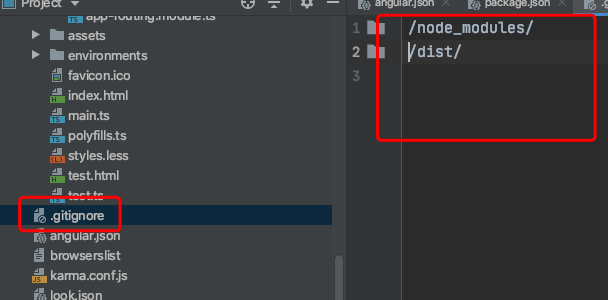 Project
angular.json
package.json
.g
app-routing.module.ts
assets
environments
favicon.ico
index.html
main.ts
polyfills.ts
styles.less
test.html
test.ts
.gitignore
angular.json
browserslist
karma.conf.js
look.json
1 /node_modules/
2 /dist/
3